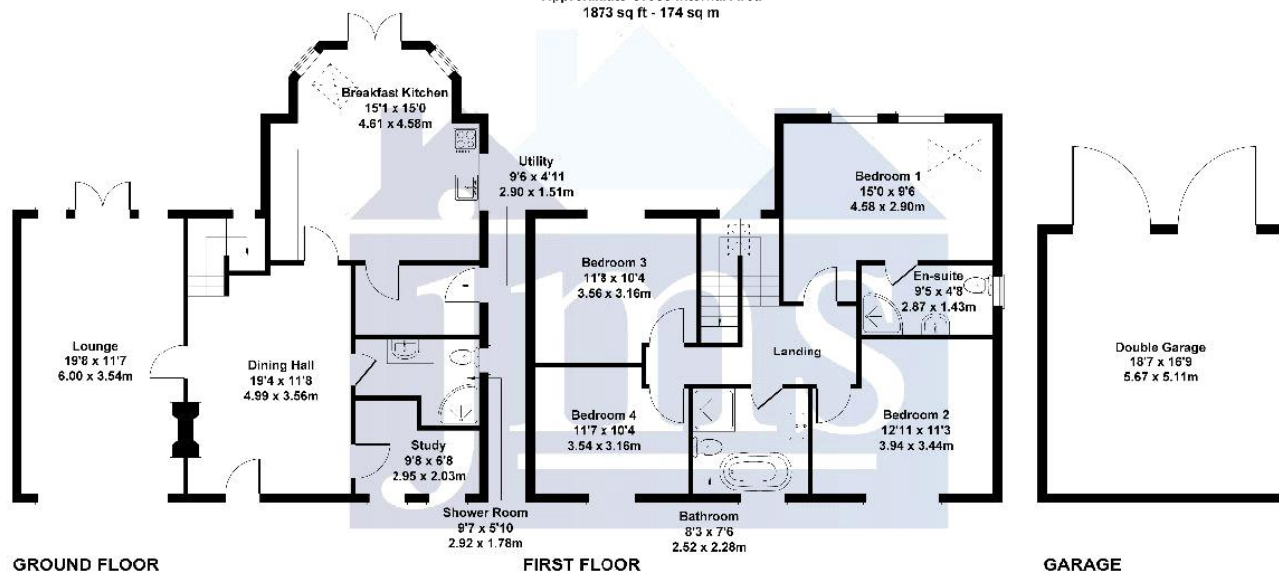 1873 sq ft - 174 sq m
Breakfast Kitchen
15'1 x 15'0
4.61 x 4.58m
Utility
9'6 x 4'11
2.90 x 1.51m
Lounge
19'8 x 11'7
6.00 x 3.54m
Dining Hall
19'4 x 11'8
4.99 x 3.56m
Study
9'8 x 6'8
2.95 x 2.03m
Shower Room
9'7 x 5'10
2.92 x 1.78m
Bedroom 1
15'0 x 9'6
4.58 x 2.90m
Bedroom 3
11'8 x 10'4
3.56 x 3.16m
En-suite
9'5 x 4'8
2.87 x 1.43m
Landing
Bedroom 4
11'7 x 10'4
3.54 x 3.16m
Bedroom 2
12'11 x 11'3
3.94 x 3.44m
Bathroom
8'3 x 7'6
2.52 x 2.28m
Double Garage
18'7 x 16'9
5.67 x 5.11m
jms
GROUND FLOOR
FIRST FLOOR
GARAGE